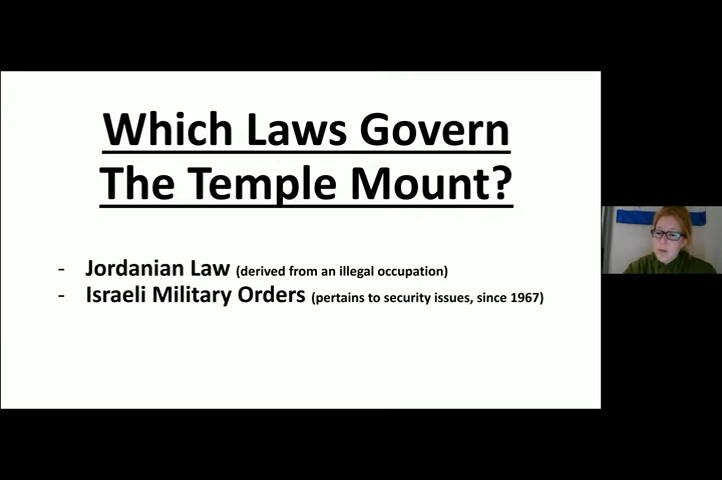 Which Laws Govern
The Temple Mount?
- Jordanian Law (derived from an illegal occupation)
- Israeli Military Orders (pertains to security issues, since 1967)